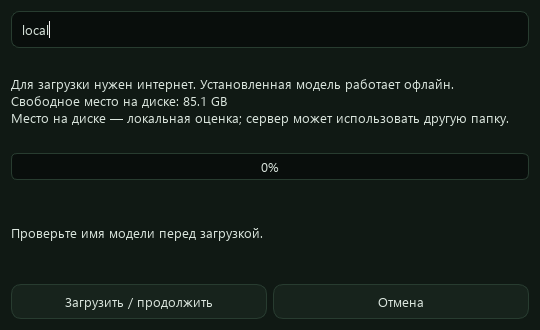 local
Для загрузки нужен интернет. Установленная модель работает офлайн.
Свободное место на диске: 85.1 GB
Место на диске — локальная оценка; сервер может использовать другую папку.
0%
Проверьте имя модели перед загрузкой.
Загрузить / продолжить
Отмена